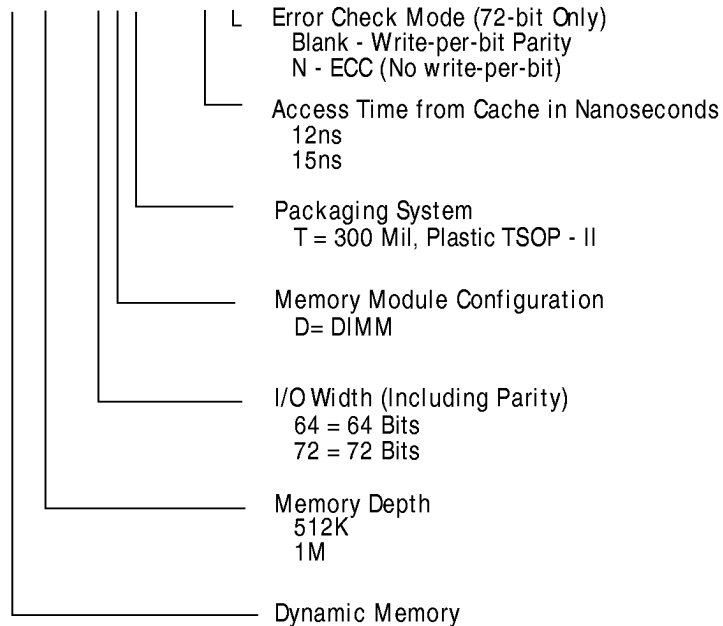 Error Check Mode (72-bit Only)
Blank - Write-per-bit Parity
N - ECC (No write-per-bit)
Access Time from Cache in Nanoseconds
12ns
15ns
Packaging System
T = 300 Mil, Plastic TSOP - II
Memory Module Configuration
D= DIMM
I/O Width (Including Parity)
64 = 64 Bits
72 = 72 Bits
Memory Depth
512K
1M
Dynamic Memory